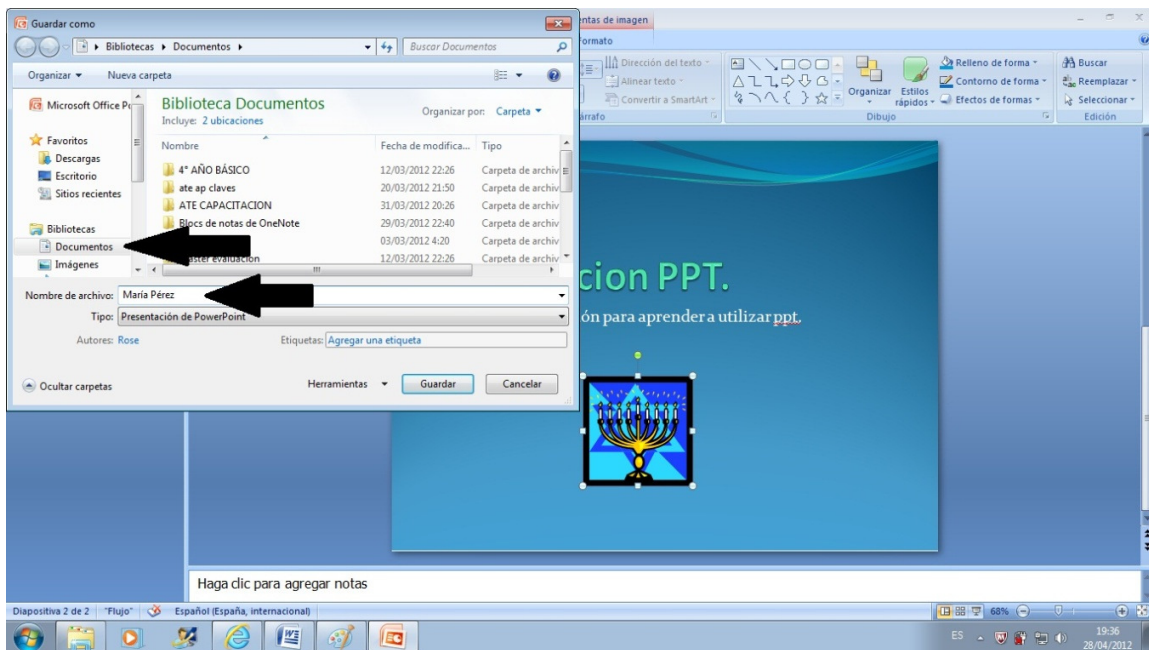 Guardar como
Bibliotecas Documentos
Buscar Documentos
Organizar Nueva carpeta
Microsoft Office
Favoritos
Descargas
Escritorio
Sitios recientes
Bibliotecas
Documentos
Imágenes
Biblioteca Documentos
Incluye: 2 ubicaciones
Organizar por: Carpeta
Nombre Fecha de modifica... Tipo
4° AÑO BÁSICO 12/03/2012 22:26 Carpeta de archiv
ate ap claves 20/03/2012 21:50 Carpeta de archiv
ATE CAPACITACION 31/03/2012 20:26 Carpeta de archiv
Blocs de notas de OneNote 29/03/2012 22:40 Carpeta de archiv
03/03/2012 4:20 Carpeta de archiv
evaluacion 12/03/2012 22:26 Carpeta de archiv
Nombre de archivo: María Pérez
Tipo: Presentación de PowerPoint
Autores: Rose Etiquetas: Agregar una etiqueta
Ocultar carpetas Herramientas Guardar Cancelar
ntas de imagen
Formato
Dirección del texto
Alinear texto
Convertir a SmartArt
árrafo
Organizar
Estilos rápidos
Relleno de forma
Contorno de forma
Efectos de formas
Dibujo
Buscar
Reemplazar
Seleccionar
Edición
cion PPT.
ón para aprender a utilizar ppt.
Haga clic para agregar notas
Diapositiva 2 de 2 "Flujo" Español (España, internacional) 68%
ES 19:36
28/04/2012